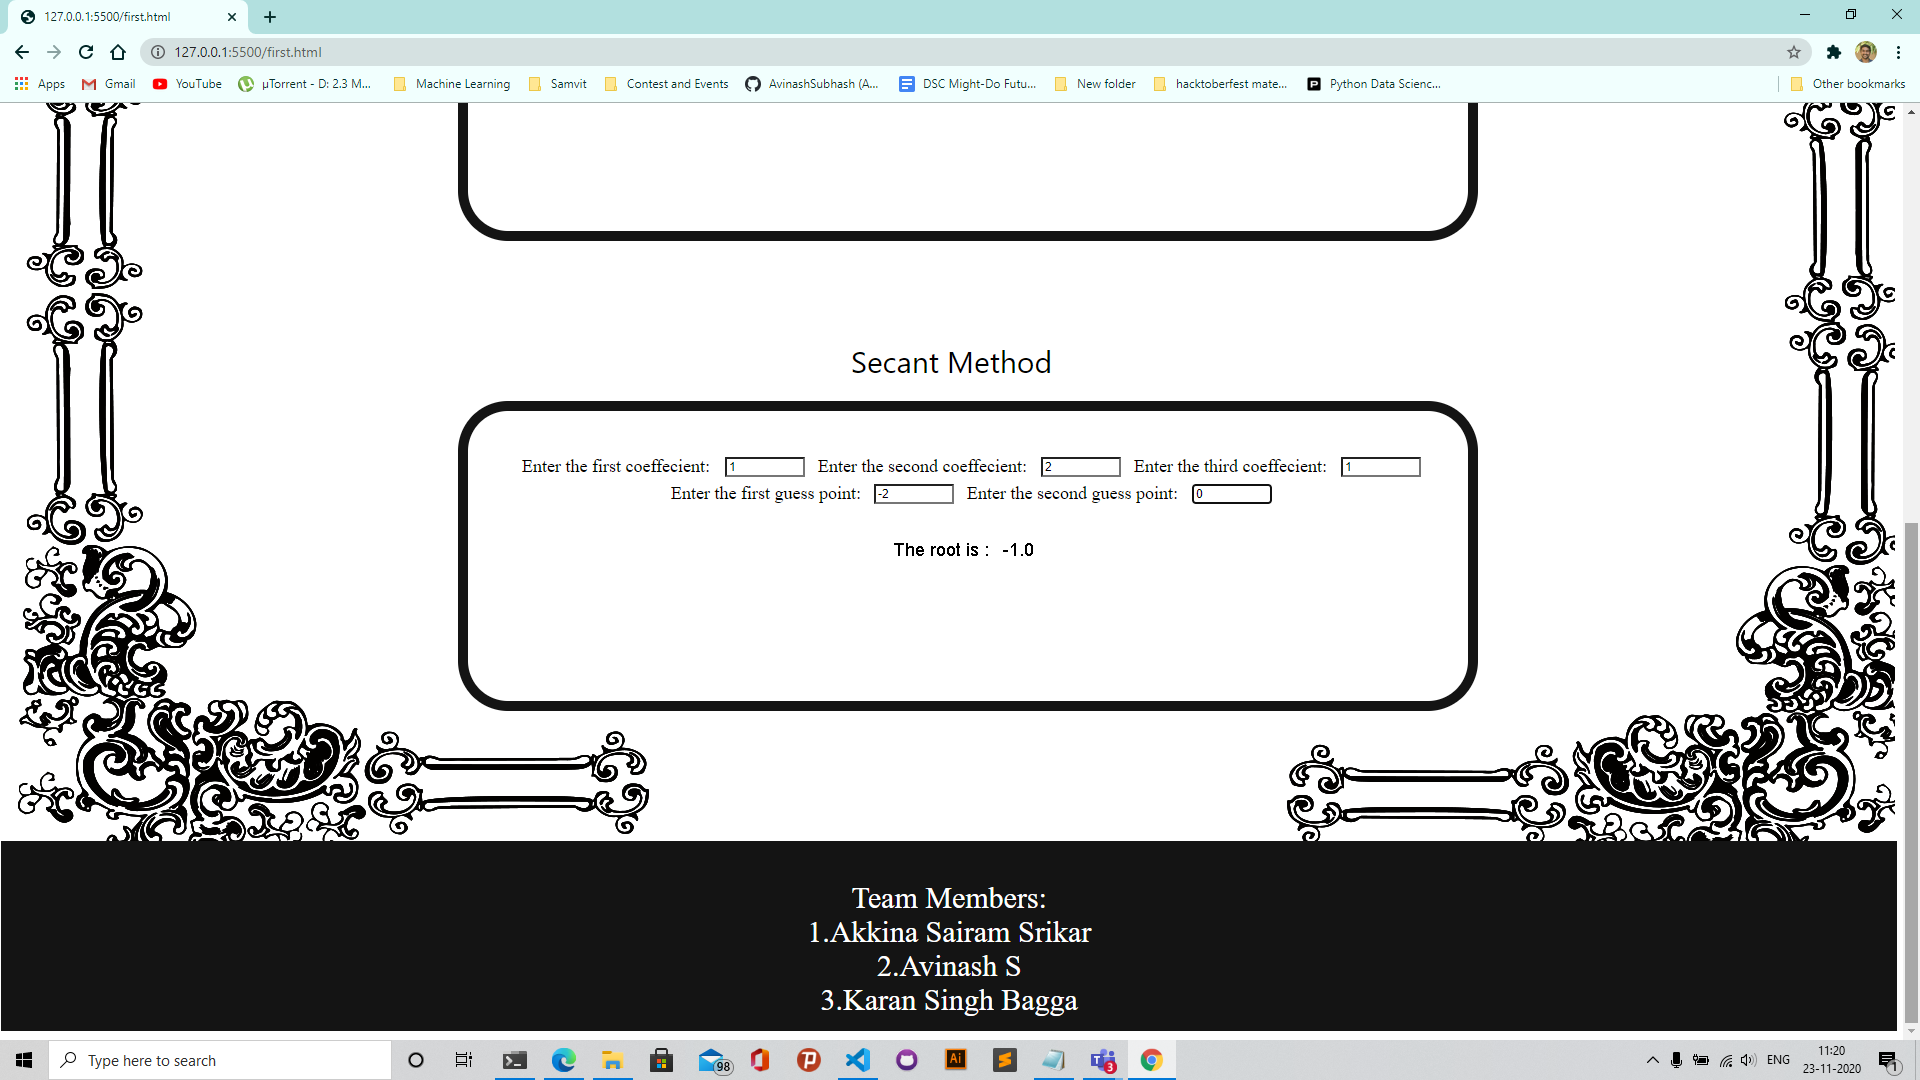 127.0.0.1:5500/first.html
127.0.0.1:5500/first.html
Apps Gmail YouTube µTorrent - D: 2.3 M... Machine Learning Samvit Contest and Events AvinashSubhash (A... DSC Might-Do Futu... New folder hacktoberfest mate... Python Data Scienc... Other bookmarks
Secant Method
Enter the first coeffecient: 1 Enter the second coeffecient: 2 Enter the third coeffecient: 1
Enter the first guess point: -2 Enter the second guess point: 0
The root is : -1.0
Team Members:
1.Akkina Sairam Srikar
2.Avinash S
3.Karan Singh Bagga
Type here to search 98 Ai 3 ENG 11:20
23-11-2020 1